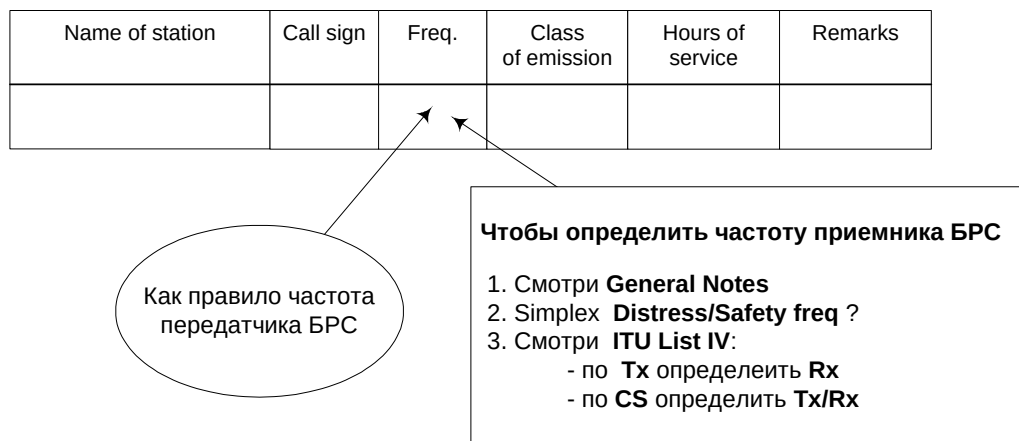 Name of station
Call sign
Freq.
Class
of emission
Hours of
service
Remarks
Как правило частота
передатчика БРС
Чтобы определить частоту приемника БРС
1. Смотри General Notes
2. Simplex Distress/Safety freq ?
3. Смотри ITU List IV:
- по Tx определеить Rx
- по CS определить Tx/Rx